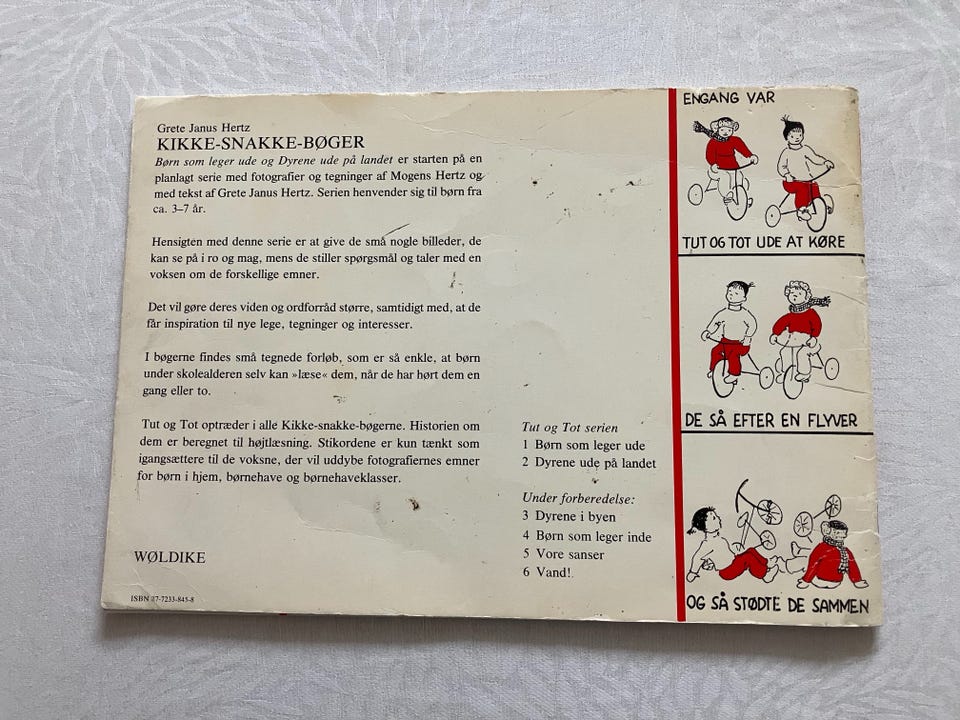 Grete Janus Hertz
KIKKE-SNAKKE-BØGER
Børn som leger ude og Dyrene ude på landet er starten på en
planlagt serie med fotografier og tegninger af Mogens Hertz og
med tekst af Grete Janus Hertz. Serien henvender sig til børn fra
ca. 3–7 år.
Hensigten med denne serie er at give de små nogle billeder, de
kan se på i ro og mag, mens de stiller spørgsmål og taler med en
voksen om de forskellige emner.
Det vil gøre deres viden og ordforråd større, samtidigt med, at de
får inspiration til nye lege, tegninger og interesser.
I bøgerne findes små tegnede forløb, som er så enkle, at børn
under skolealderen selv kan »læse« dem, når de har hørt dem en
gang eller to.
Tut og Tot optræder i alle Kikke-snakke-bøgerne. Historien om
dem er beregnet til højtlæsning. Stikordene er kun tænkt som
igangsættere til de voksne, der vil uddybe fotografiernes emner
for børn i hjem, børnehave og børnehaveklasser.
WØLDIKE
ISBN 27-7233-845-8
Tut og Tot serien
1 Børn som leger ude
2 Dyrene ude på landet
Under forberedelse:
3 Dyrene i byen
4 Børn som leger inde
5 Vore sanser
6 Vand!
ENGANG VAR
TUT OG TOT UDE AT KØRE
DE SÅ EFTER EN FLYVER
OG SÅ STØDTE DE SAMMEN